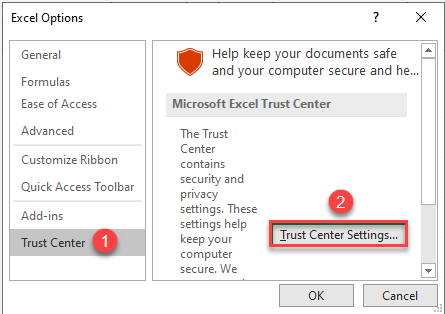 Excel Options
?
General
Formulas
Ease of Access
Advanced
Customize Ribbon
Quick Access Toolbar
Add-ins
Trust Center
1
Help keep your documents safe
and your computer secure and he...
Microsoft Excel Trust Center
The Trust
Center
contains
security and
privacy
settings. These
settings help
keep your
computer
secure. We
2
Trust Center Settings...
OK
Cancel